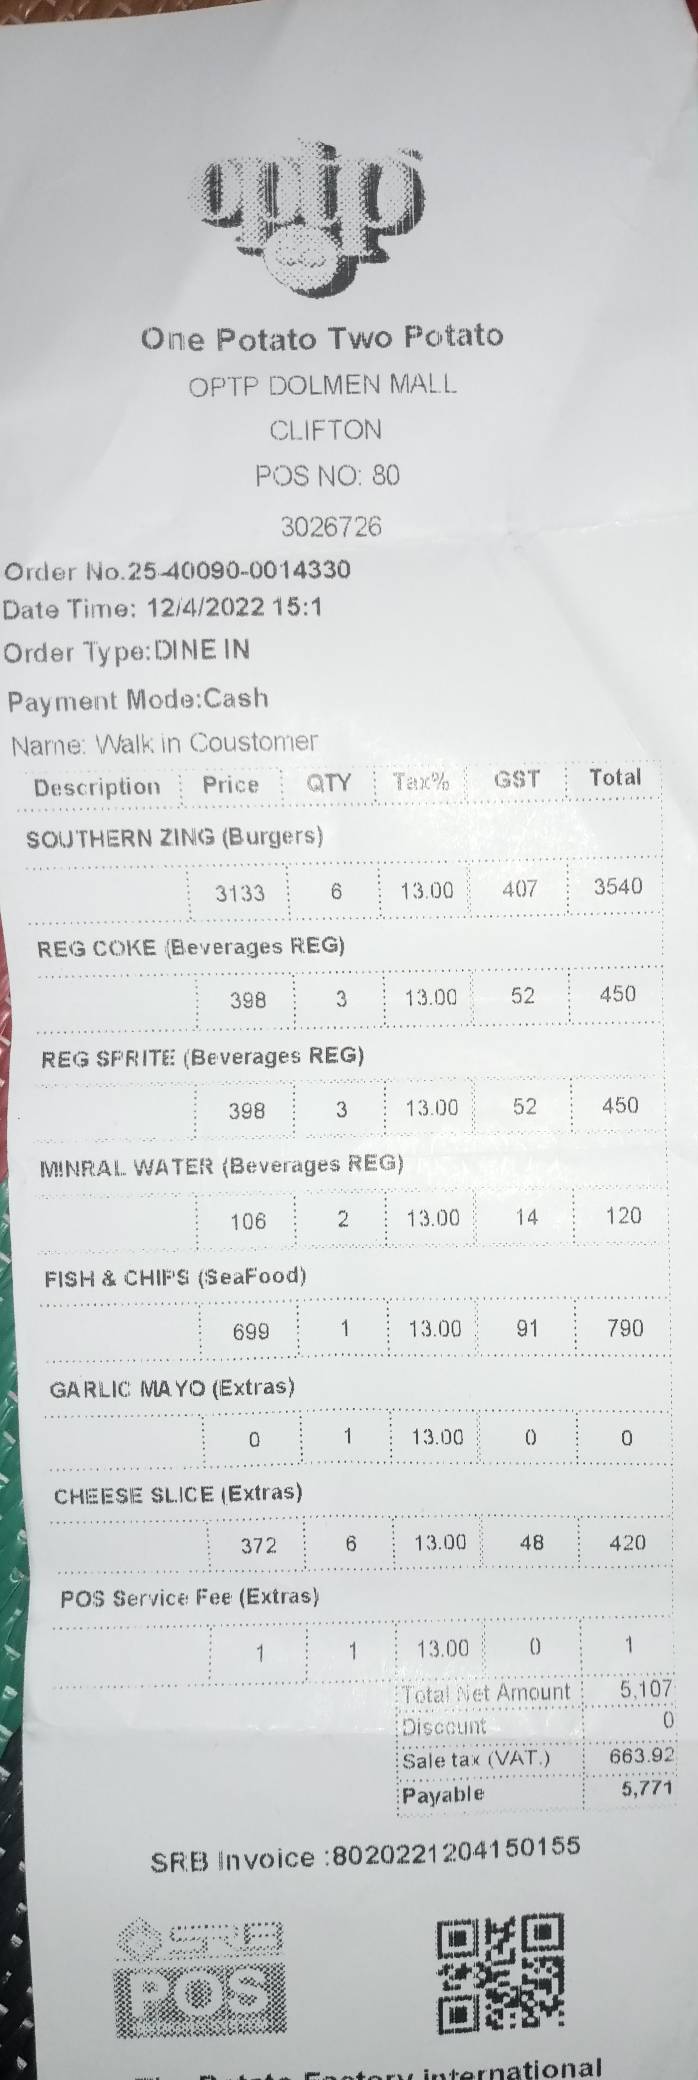 optp
One Potato Two Potato
OPTP DOLMEN MALL
CLIFTON
POS NO: 80
3026726
Order No.25-40090-0014330
Date Time: 12/4/2022 15:1
Order Type:DINE IN
Payment Mode:Cash
Name: Walk in Coustomer
Description Price QTY Tax% GST Total
SOUTHERN ZING (Burgers)
3133 6 13.00 407 3540
REG COKE (Beverages REG)
398 3 13.00 52 450
REG SPRITE (Beverages REG)
398 3 13.00 52 450
MINRAL WATER (Beverages REG)
106 2 13.00 14 120
FISH & CHIPS (SeaFood)
699 1 13.00 91 790
GARLIC MAYO (Extras)
0 1 13.00 0 0
CHEESE SLICE (Extras)
372 6 13.00 48 420
POS Service Fee (Extras)
1 1 13.00 0 1
Total Net Amount 5,107
Discount 0
Sale tax (VAT.) 663.92
Payable 5,771
SRB Invoice :8020221204150155
SRB
POS
Potato Factory international